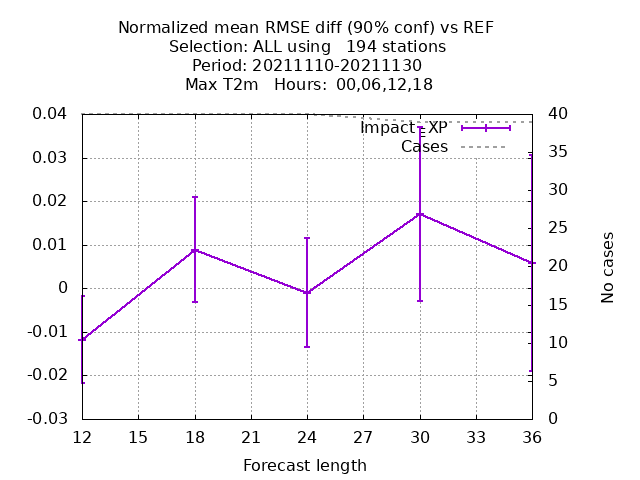 Normalized mean RMSE diff (90% conf) vs REF
Selection: ALL using 194 stations
Period: 20211110-20211130
Max T2m Hours: 00,06,12,18
0.04
0.03
0.02
0.01
0
-0.01
-0.02
-0.03
Impact-XP
Cases
40
35
30
25
20
15
10
5
0
No cases
12 15 18 21 24 27 30 33 36
Forecast length